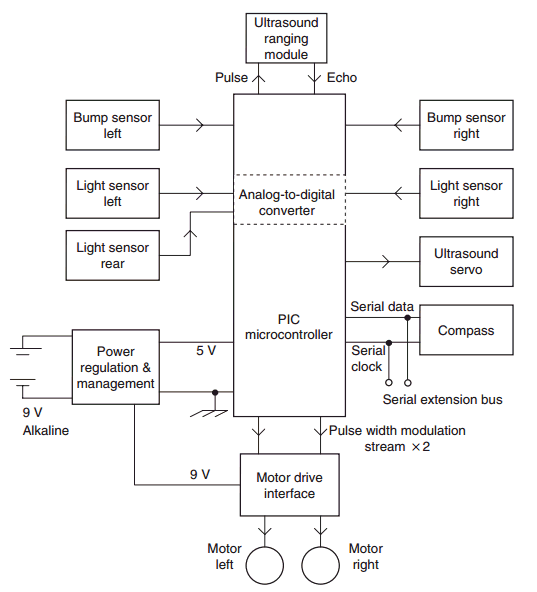 Ultrasound
ranging
module
Pulse
Echo
Bump sensor
left
Bump sensor
right
Light sensor
left
Analog-to-digital
converter
Light sensor
right
Light sensor
rear
Ultrasound
servo
Serial data
PIC
microcontroller
Compass
Serial
clock
Serial extension bus
Power
regulation &
management
5 V
9 V
Alkaline
Pulse width modulation
stream ×2
9 V
Motor drive
interface
Motor
left
Motor
right